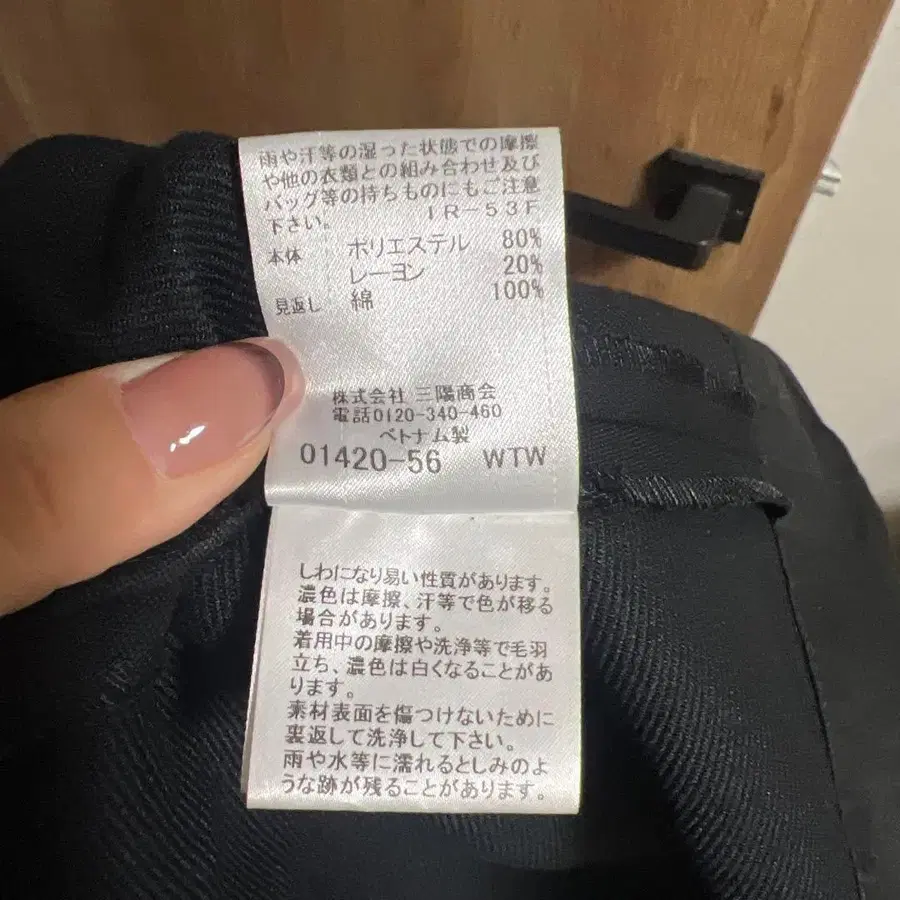 雨や汗等の湿った状態での摩擦
や他の衣類との組み合わせ及び
バッグ等の持ちものにもご注意
下さい。 IR-53F
本体 ポリエステル 80%
レーヨン 20%
見返し 綿 100%
株式会社 三陽商会
電話0120-340-460
ベトナム製
01420-56 WTW
しわになり易い性質があります。
濃色は摩擦、汗等で色が移る
場合があります。
着用中の摩擦や洗浄等で毛羽
立ち、濃色は白くなることがあ
ります。
素材表面を傷つけないために
裏返して洗浄して下さい。
雨や水等に濡れるとしみのよ
うな跡が残ることがあります。